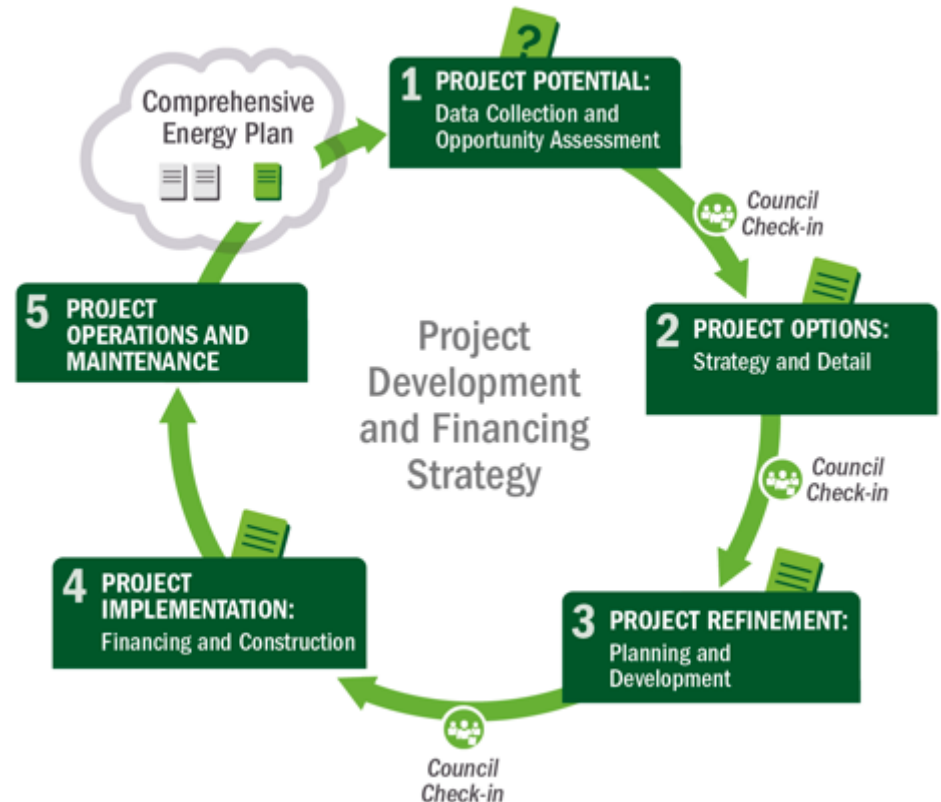 Comprehensive
Energy Plan
?
1 PROJECT POTENTIAL:
Data Collection and
Opportunity Assessment
Council
Check-in
2 PROJECT OPTIONS:
Strategy and Detail
Council
Check-in
3 PROJECT REFINEMENT:
Planning and
Development
Council
Check-in
4 PROJECT
IMPLEMENTATION:
Financing and Construction
5 PROJECT
OPERATIONS AND
MAINTENANCE
Project
Development
and Financing
Strategy